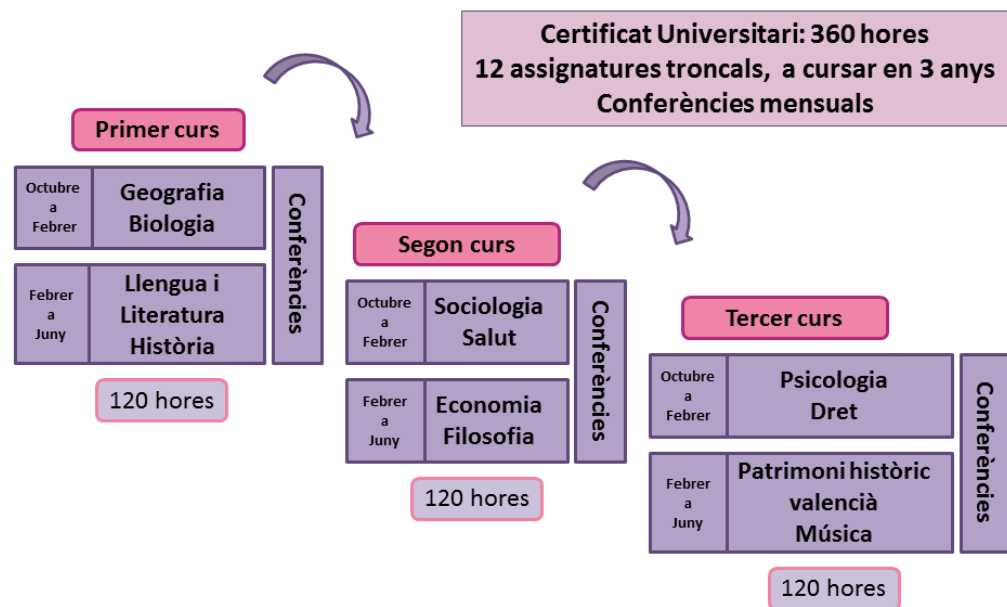 Certificat Universitari: 360 hores
12 assignatures troncals, a cursar en 3 anys
Conferències mensuals
Primer curs
Octubre
a
Febrer
Geografia
Biologia
Febrer
a
Juny
Llengua i
Literatura
Història
Conferències
120 hores
Segon curs
Octubre
a
Febrer
Sociologia
Salut
Febrer
a
Juny
Economia
Filosofia
Conferències
120 hores
Tercer curs
Octubre
a
Febrer
Psicologia
Dret
Febrer
a
Juny
Patrimoni històric
valencià
Música
Conferències
120 hores